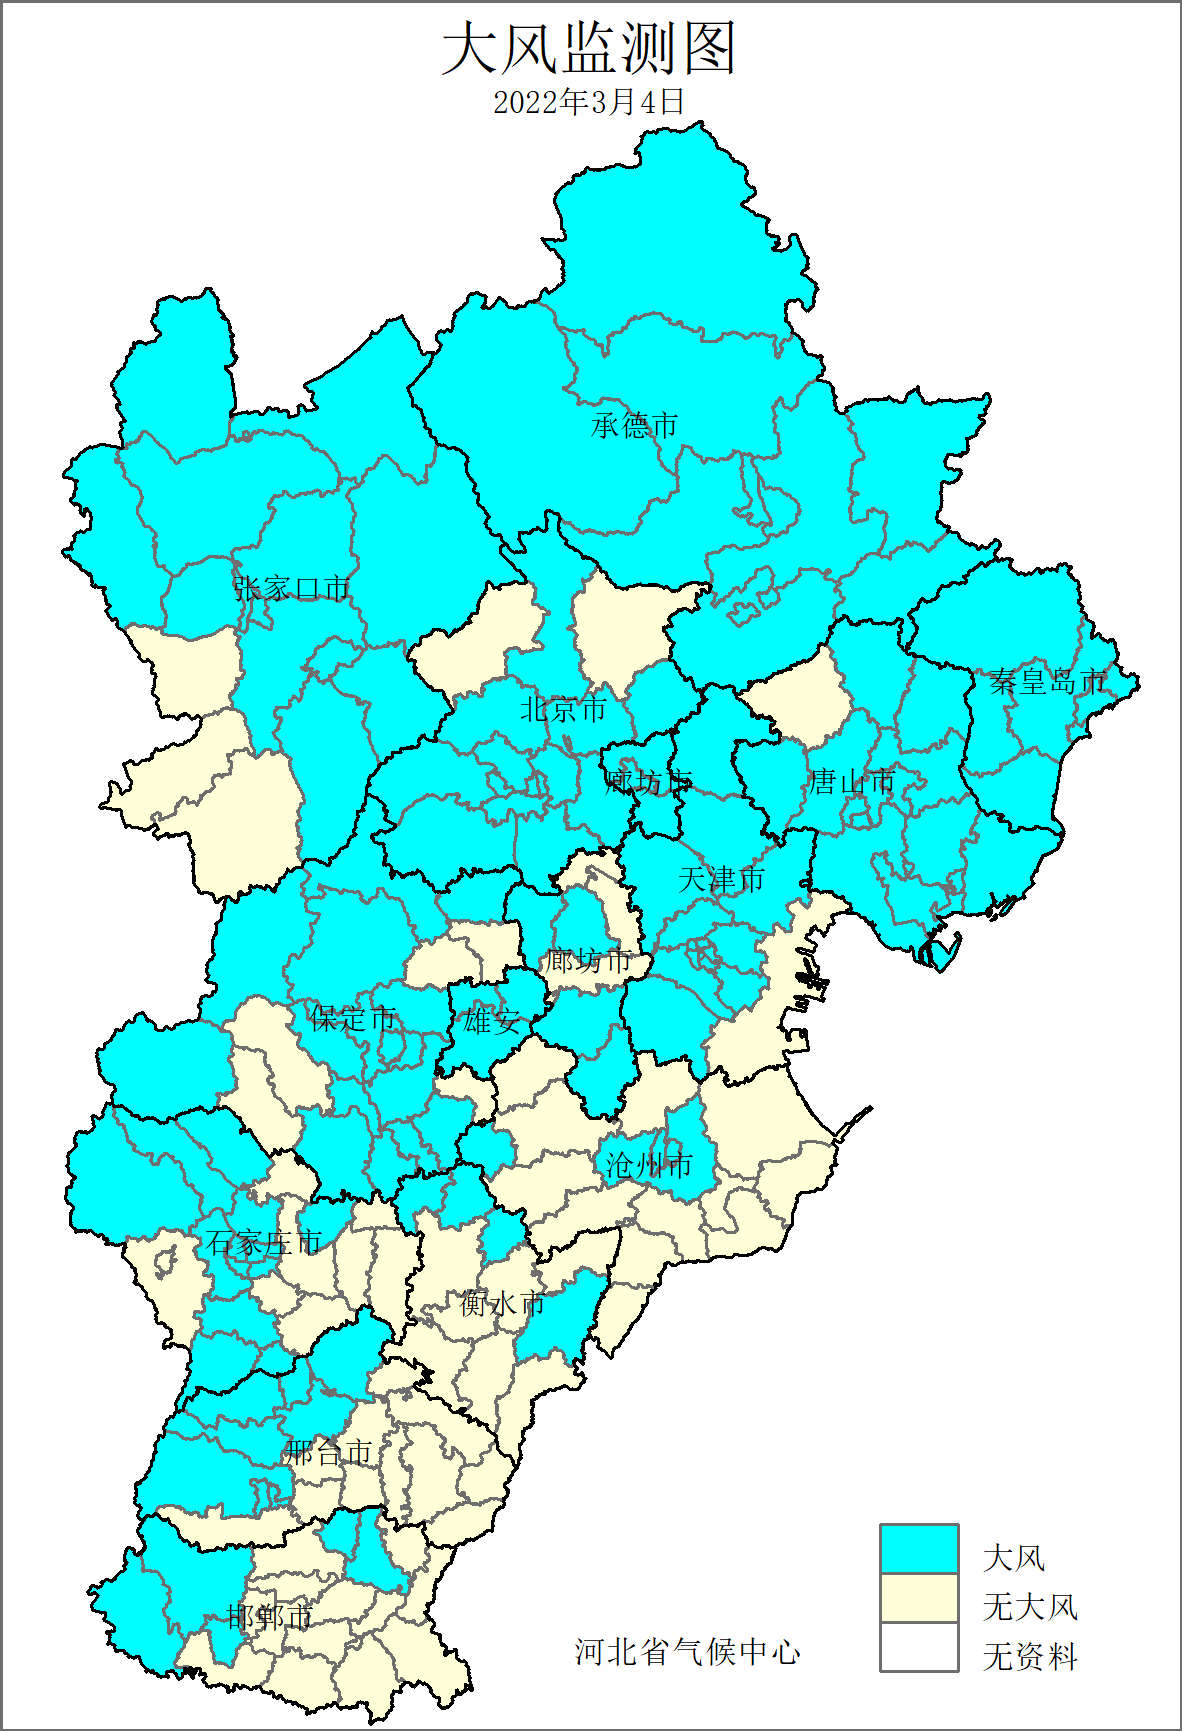 大风监测图
2022年3月4日
承德市
张家口市
秦皇岛市
北京市
廊坊市
唐山市
天津市
廊坊市
保定市
雄安
沧州市
石家庄市
衡水市
邢台市
大风
无大风
邯郸市
河北省气候中心
无资料